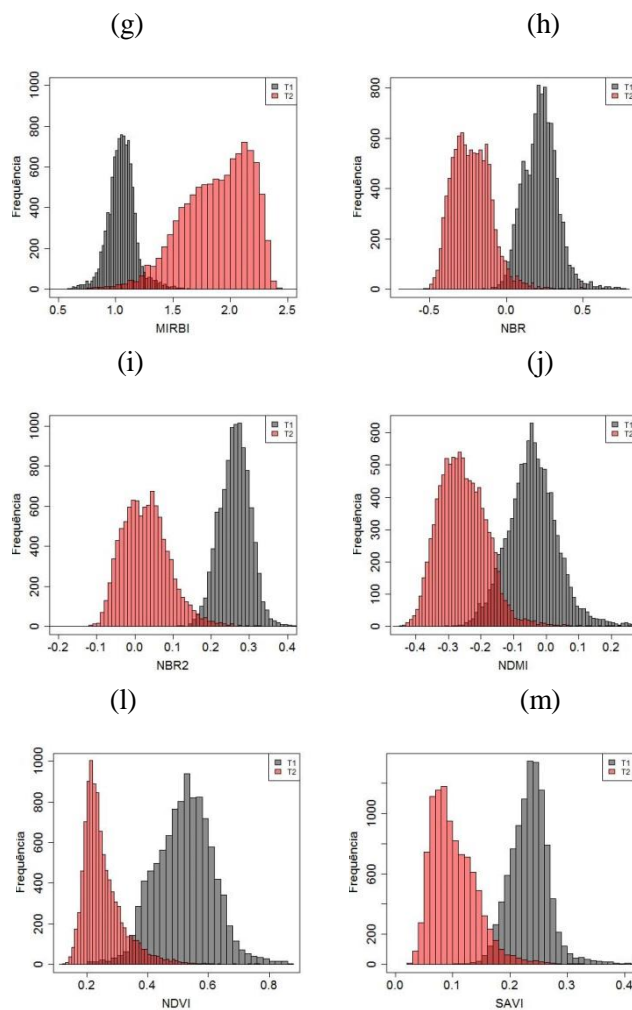 (g)
(h)
T1
T2
Frequência
0 200 400 600 800 1000
0.5 1.0 1.5 2.0 2.5
MIRBI
T1
T2
Frequência
0 200 400 600 800
-0.5 0.0 0.5
NBR
(i)
(j)
T1
T2
Frequência
0 200 400 600 800 1000
-0.2 -0.1 0.0 0.1 0.2 0.3 0.4
NBR2
T1
T2
Frequência
0 100 200 300 400 500 600
-0.4 -0.3 -0.2 -0.1 0.0 0.1 0.2
NDMI
(l)
(m)
T1
T2
Frequência
0 200 400 600 800 1000
0.2 0.4 0.6 0.8
NDVI
T1
T2
Frequência
0 200 600 1000
0.0 0.1 0.2 0.3 0.4
SAVI